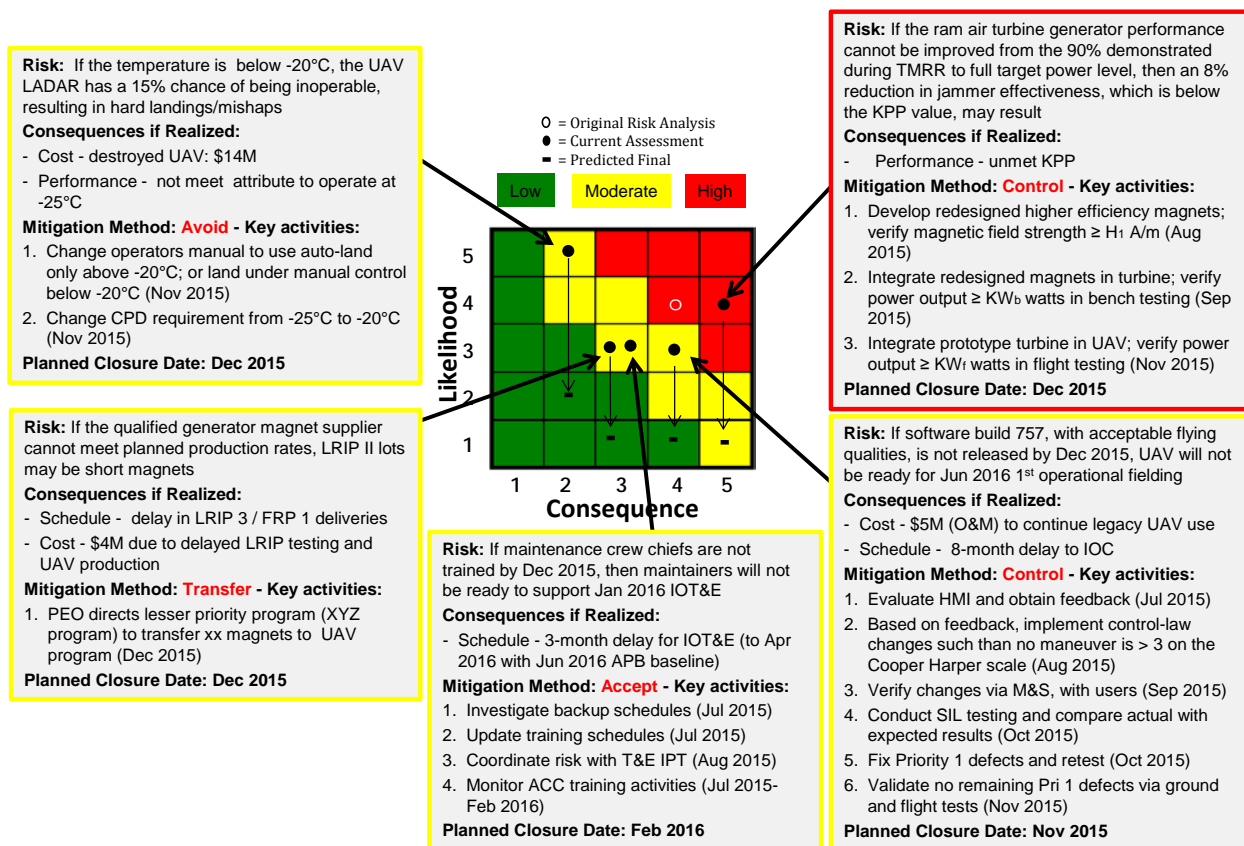 Risk: If the temperature is below -20°C, the UAV
LADAR has a 15% chance of being inoperable,
resulting in hard landings/mishaps
Consequences if Realized:
- Cost - destroyed UAV: $14M
- Performance - not meet attribute to operate at
-25°C
Mitigation Method: Avoid - Key activities:
1. Change operators manual to use auto-land
only above -20°C; or land under manual control
below -20°C (Nov 2015)
2. Change CPD requirement from -25°C to -20°C
(Nov 2015)
Planned Closure Date: Dec 2015
Risk: If the qualified generator magnet supplier
cannot meet planned production rates, LRIP II lots
may be short magnets
Consequences if Realized:
- Schedule - delay in LRIP 3 / FRP 1 deliveries
- Cost - $4M due to delayed LRIP testing and
UAV production
Mitigation Method: Transfer - Key activities:
1. PEO directs lesser priority program (XYZ
program) to transfer xx magnets to UAV
program (Dec 2015)
Planned Closure Date: Dec 2015
= Original Risk Analysis
= Current Assessment
= Predicted Final
Low Moderate High
Likelihood
5
4
3
2
1
1 2 3 4 5
Consequence
Risk: If maintenance crew chiefs are not
trained by Dec 2015, then maintainers will not
be ready to support Jan 2016 IOT&E
Consequences if Realized:
- Schedule - 3-month delay for IOT&E (to Apr
2016 with Jun 2016 APB baseline)
Mitigation Method: Accept - Key activities:
1. Investigate backup schedules (Jul 2015)
2. Update training schedules (Jul 2015)
3. Coordinate risk with T&E IPT (Aug 2015)
4. Monitor ACC training activities (Jul 2015-
Feb 2016)
Planned Closure Date: Feb 2016
Risk: If the ram air turbine generator performance
cannot be improved from the 90% demonstrated
during TMRR to full target power level, then an 8%
reduction in jammer effectiveness, which is below
the KPP value, may result
Consequences if Realized:
- Performance - unmet KPP
Mitigation Method: Control - Key activities:
1. Develop redesigned higher efficiency magnets;
verify magnetic field strength ≥ H1 A/m (Aug
2015)
2. Integrate redesigned magnets in turbine; verify
power output ≥ KWb watts in bench testing (Sep
2015)
3. Integrate prototype turbine in UAV; verify power
output ≥ KWf watts in flight testing (Nov 2015)
Planned Closure Date: Dec 2015
Risk: If software build 757, with acceptable flying
qualities, is not released by Dec 2015, UAV will not
be ready for Jun 2016 1st operational fielding
Consequences if Realized:
- Cost - $5M (O&M) to continue legacy UAV use
- Schedule - 8-month delay to IOC
Mitigation Method: Control - Key activities:
1. Evaluate HMI and obtain feedback (Jul 2015)
2. Based on feedback, implement control-law
changes such than no maneuver is > 3 on the
Cooper Harper scale (Aug 2015)
3. Verify changes via M&S, with users (Sep 2015)
4. Conduct SIL testing and compare actual with
expected results (Oct 2015)
5. Fix Priority 1 defects and retest (Oct 2015)
6. Validate no remaining Pri 1 defects via ground
and flight tests (Nov 2015)
Planned Closure Date: Nov 2015